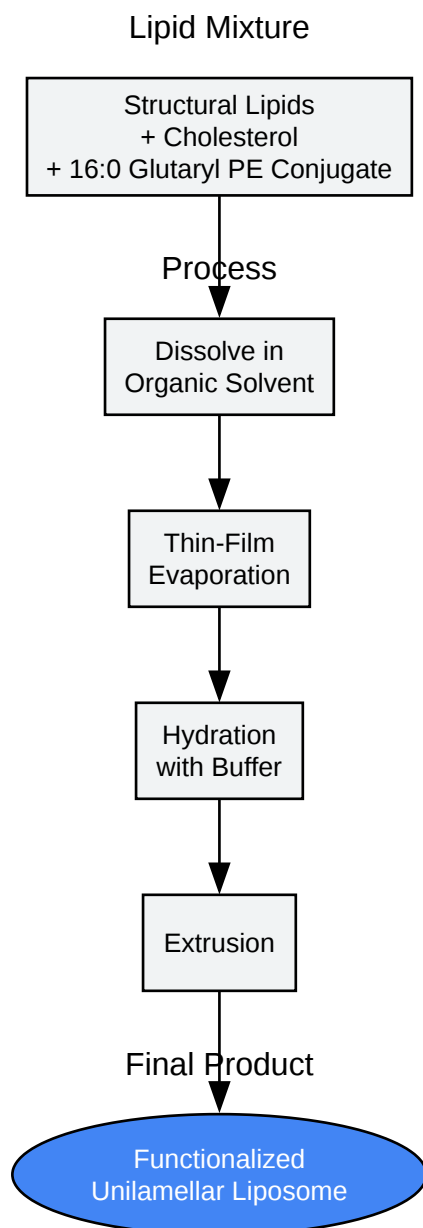 Lipid Mixture
Structural Lipids
+ Cholesterol
+ 16:0 Glutaryl PE Conjugate
Process
Dissolve in
Organic Solvent
Thin-Film
Evaporation
Hydration
with Buffer
Extrusion
Final Product
Functionalized
Unilamellar Liposome